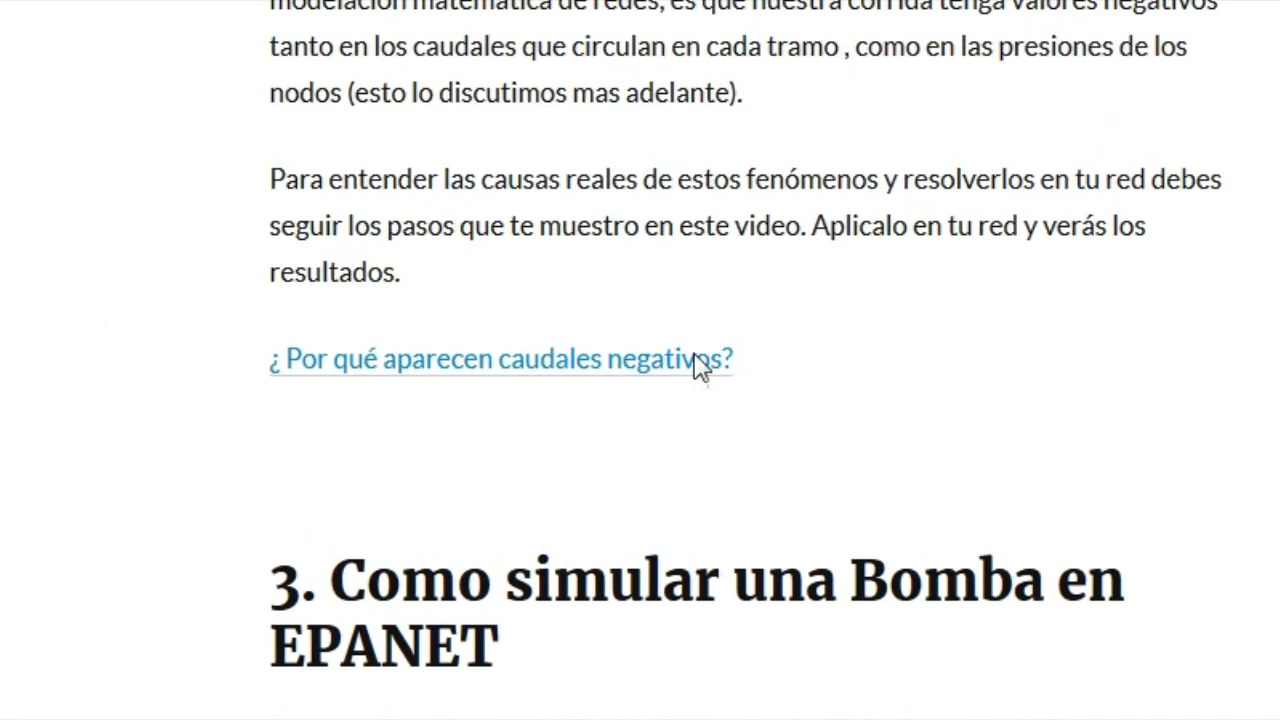 modelación matemática de redes, es que nuestra corrida tenga valores negativos
tanto en los caudales que circulan en cada tramo , como en las presiones de los
nodos (esto lo discutimos mas adelante).
Para entender las causas reales de estos fenómenos y resolverlos en tu red debes
seguir los pasos que te muestro en este video. Aplicalo en tu red y verás los
resultados.
¿ Por qué aparecen caudales negativos?
3. Como simular una Bomba en
EPANET